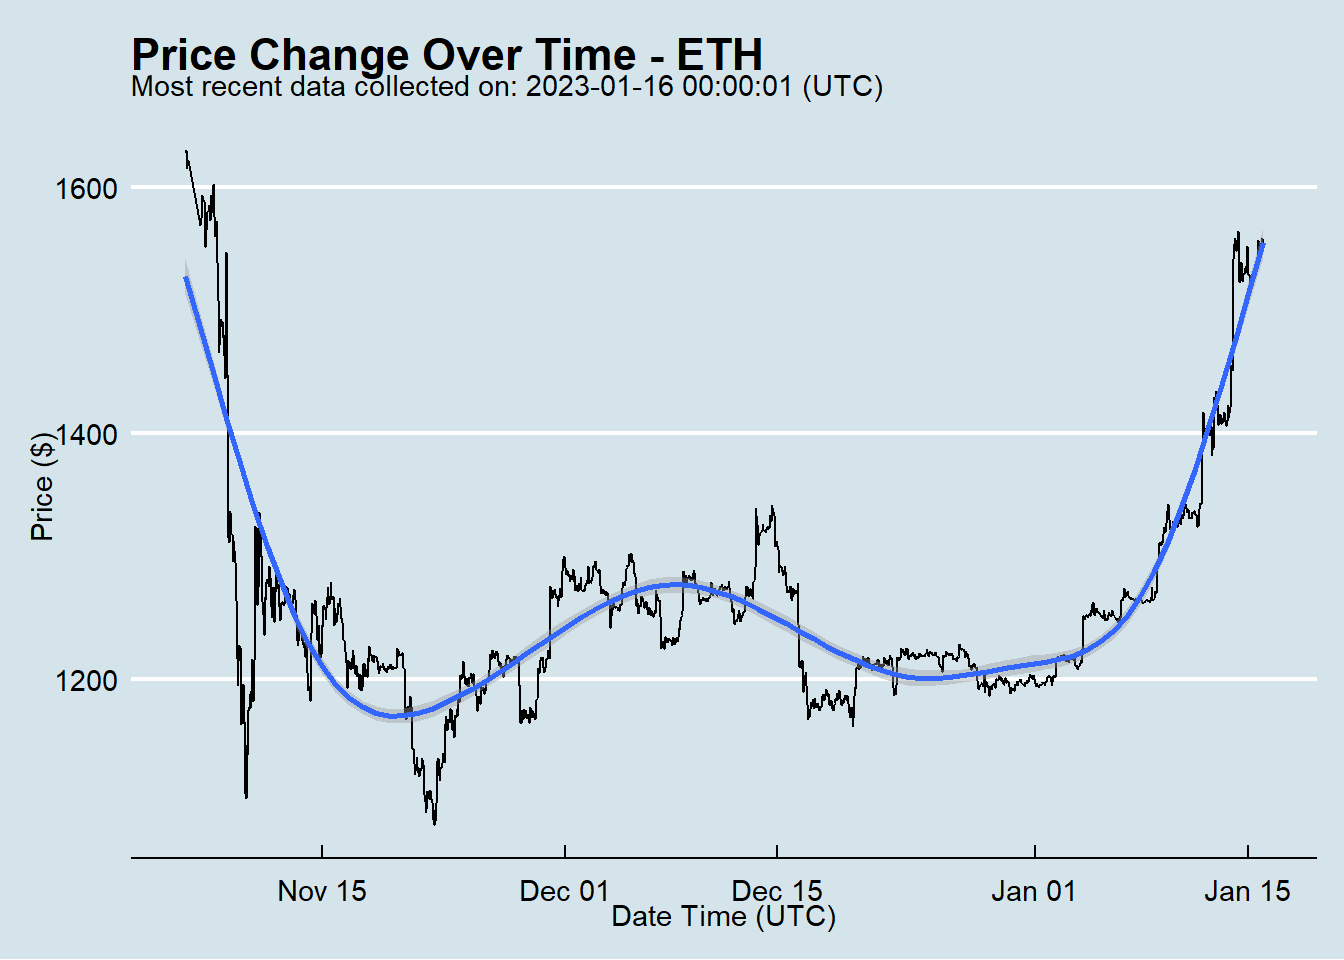 Price Change Over Time - ETH
Most recent data collected on: 2023-01-16 00:00:01 (UTC)
1600
1400
1200
Price ($)
Nov 15
Dec 01
Dec 15
Jan 01
Jan 15
Date Time (UTC)